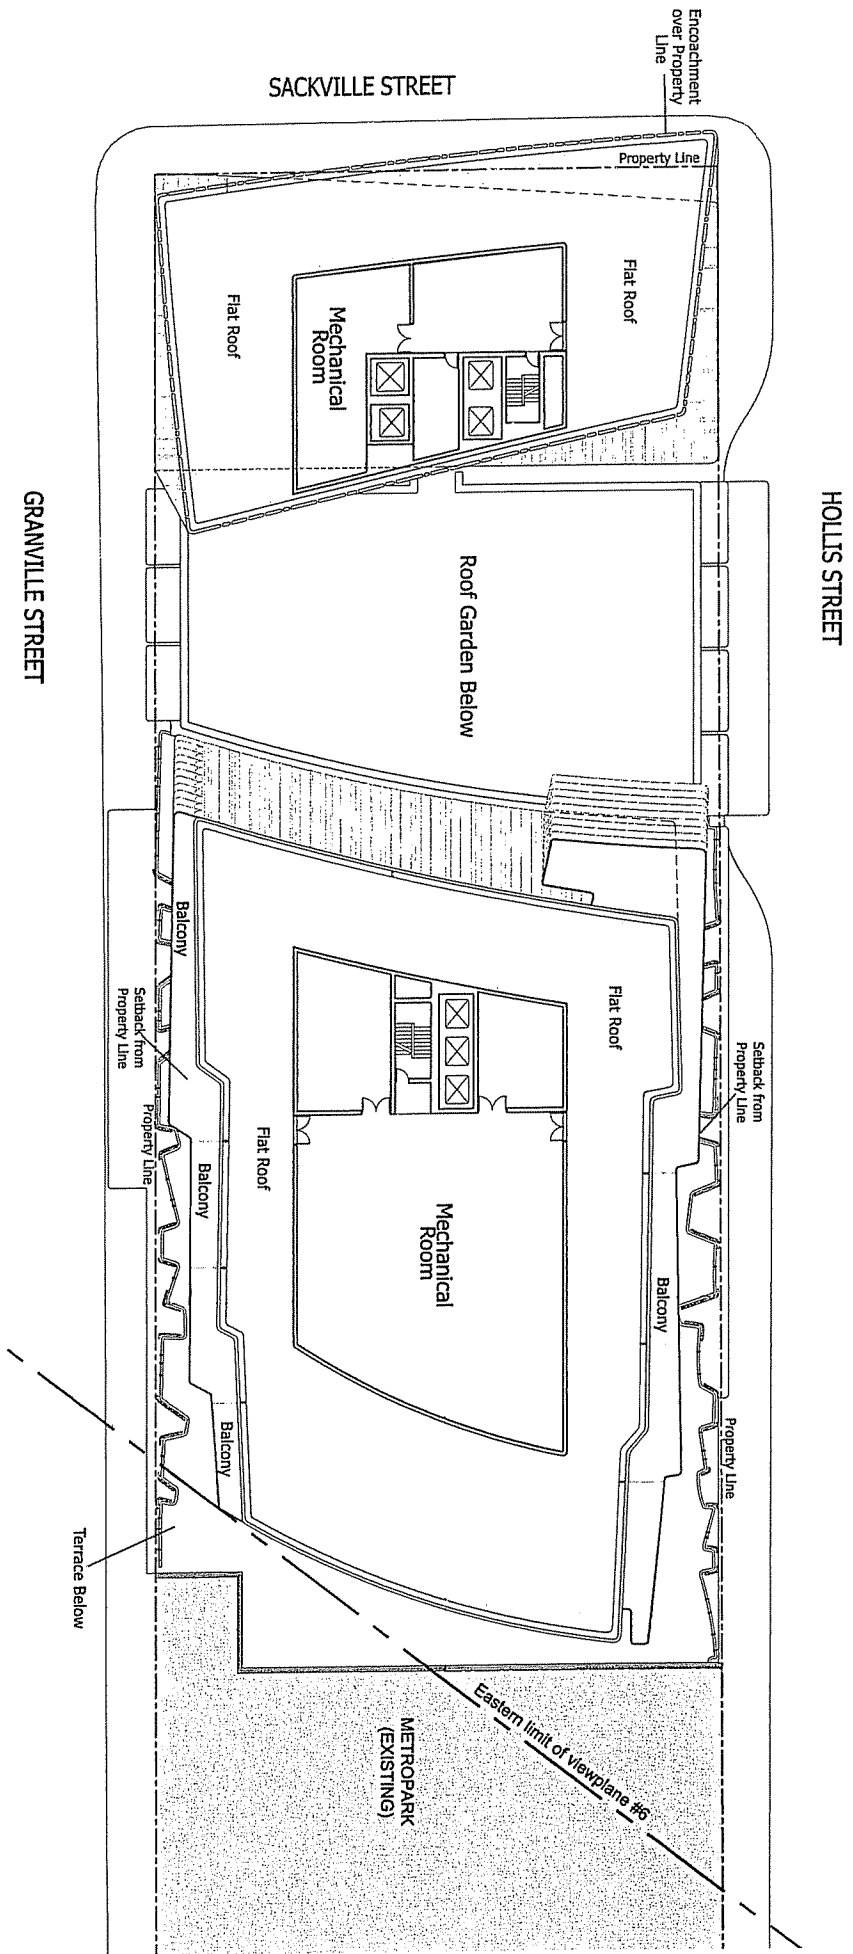 Encoachment
over Property
Line
SACKVILLE STREET
Property Line
Flat Roof
Flat Roof
Mechanical
Room
HOLLIS STREET
GRANVILLE STREET
Roof Garden Below
Balcony
Flat Roof
Setback from
Property Line
Setback from
Property Line
Property Line
Flat Roof
Balcony
Mechanical
Room
Balcony
Balcony
Property Line
Terrace Below
Eastern limit of viewplane #6
METROPARK
(EXISTING)